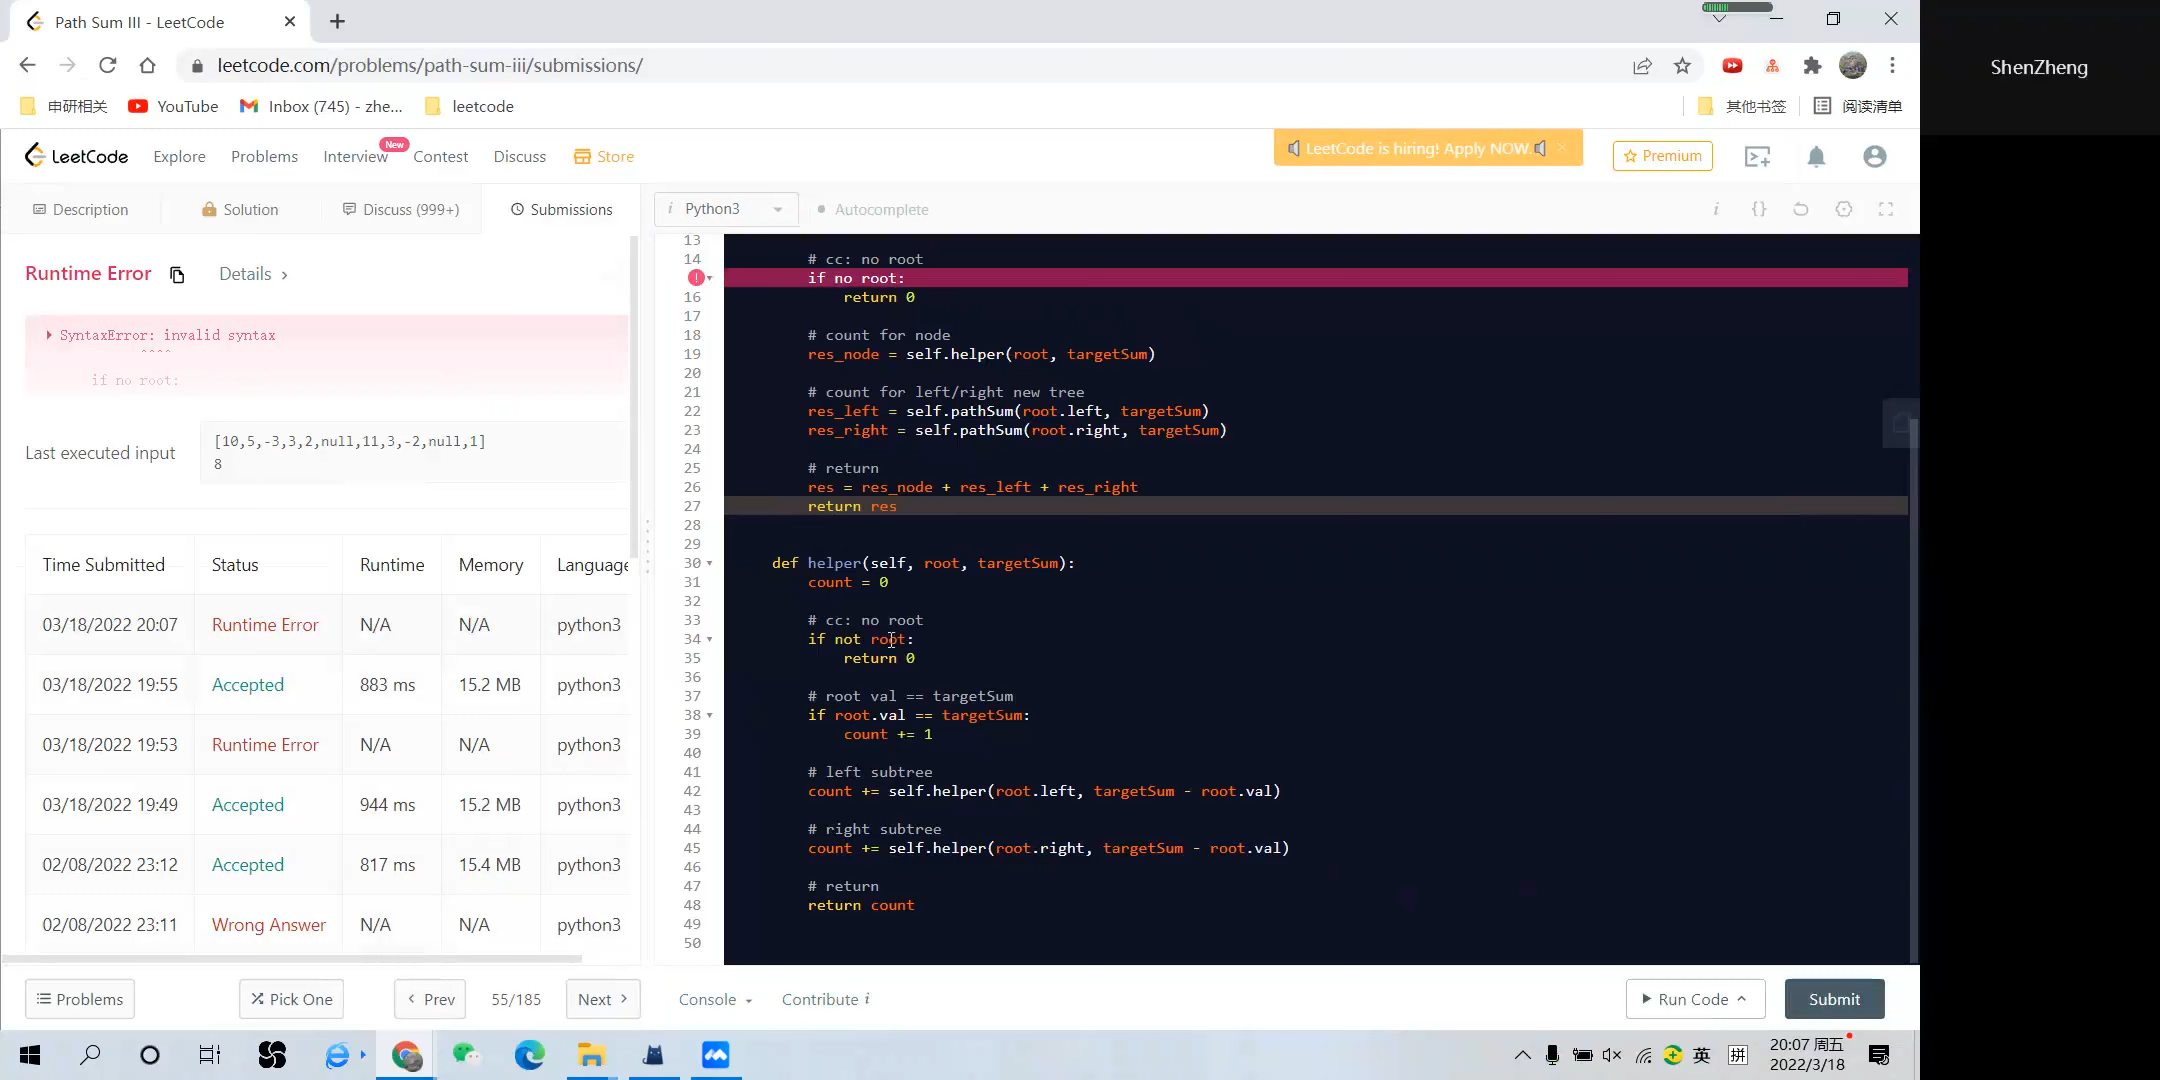 Path Sum III - LeetCode
ShenZheng
leetcode.com/problems/path-sum-iii/submissions/
申研相关 YouTube Inbox (745) - zhe... leetcode 其他书签 阅读清单
LeetCode Explore Problems Interview New Contest Discuss Store LeetCode is hiring! Apply NOW. Premium
Description Solution Discuss (999+) Submissions
i Python3 Autocomplete i {}
Runtime Error Details >
SyntaxError: invalid syntax
^^^^
if no root:
Last executed input
[10,5,-3,3,2,null,11,3,-2,null,1]
8
Time Submitted Status Runtime Memory Language
03/18/2022 20:07 Runtime Error N/A N/A python3
03/18/2022 19:55 Accepted 883 ms 15.2 MB python3
03/18/2022 19:53 Runtime Error N/A N/A python3
03/18/2022 19:49 Accepted 944 ms 15.2 MB python3
02/08/2022 23:12 Accepted 817 ms 15.4 MB python3
02/08/2022 23:11 Wrong Answer N/A N/A python3
13
14 # cc: no root
if no root:
16 return 0
17
18 # count for node
19 res_node = self.helper(root, targetSum)
20
21 # count for left/right new tree
22 res_left = self.pathSum(root.left, targetSum)
23 res_right = self.pathSum(root.right, targetSum)
24
25 # return
26 res = res_node + res_left + res_right
27 return res
28
29
30 def helper(self, root, targetSum):
31 count = 0
32
33 # cc: no root
34 if not root:
35 return 0
36
37 # root val == targetSum
38 if root.val == targetSum:
39 count += 1
40
41 # left subtree
42 count += self.helper(root.left, targetSum - root.val)
43
44 # right subtree
45 count += self.helper(root.right, targetSum - root.val)
46
47 # return
48 return count
49
50
Problems Pick One < Prev 55/185 Next > Console Contribute i Run Code Submit
英 拼 20:07 周五
2022/3/18